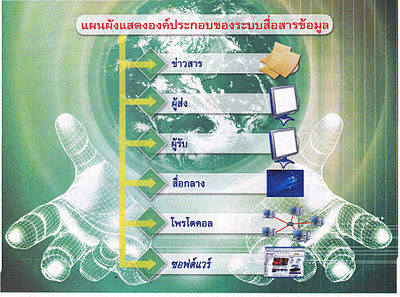 แผนผังแสดงองค์ประกอบของระบบสื่อสารข้อมูล
ข่าวสาร
ผู้ส่ง
ผู้รับ
สื่อกลาง
โพรโตคอล
ซอฟต์แวร์